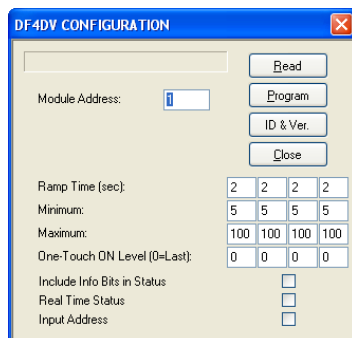 DF4DV CONFIGURATION
Read
Module Address: 1
Program
ID & Ver.
Close
Ramp Time (sec): 2 2 2 2
Minimum: 5 5 5 5
Maximum: 100 100 100 100
One-Touch ON Level (0=Last): 0 0 0 0
Include Info Bits in Status
Real Time Status
Input Address